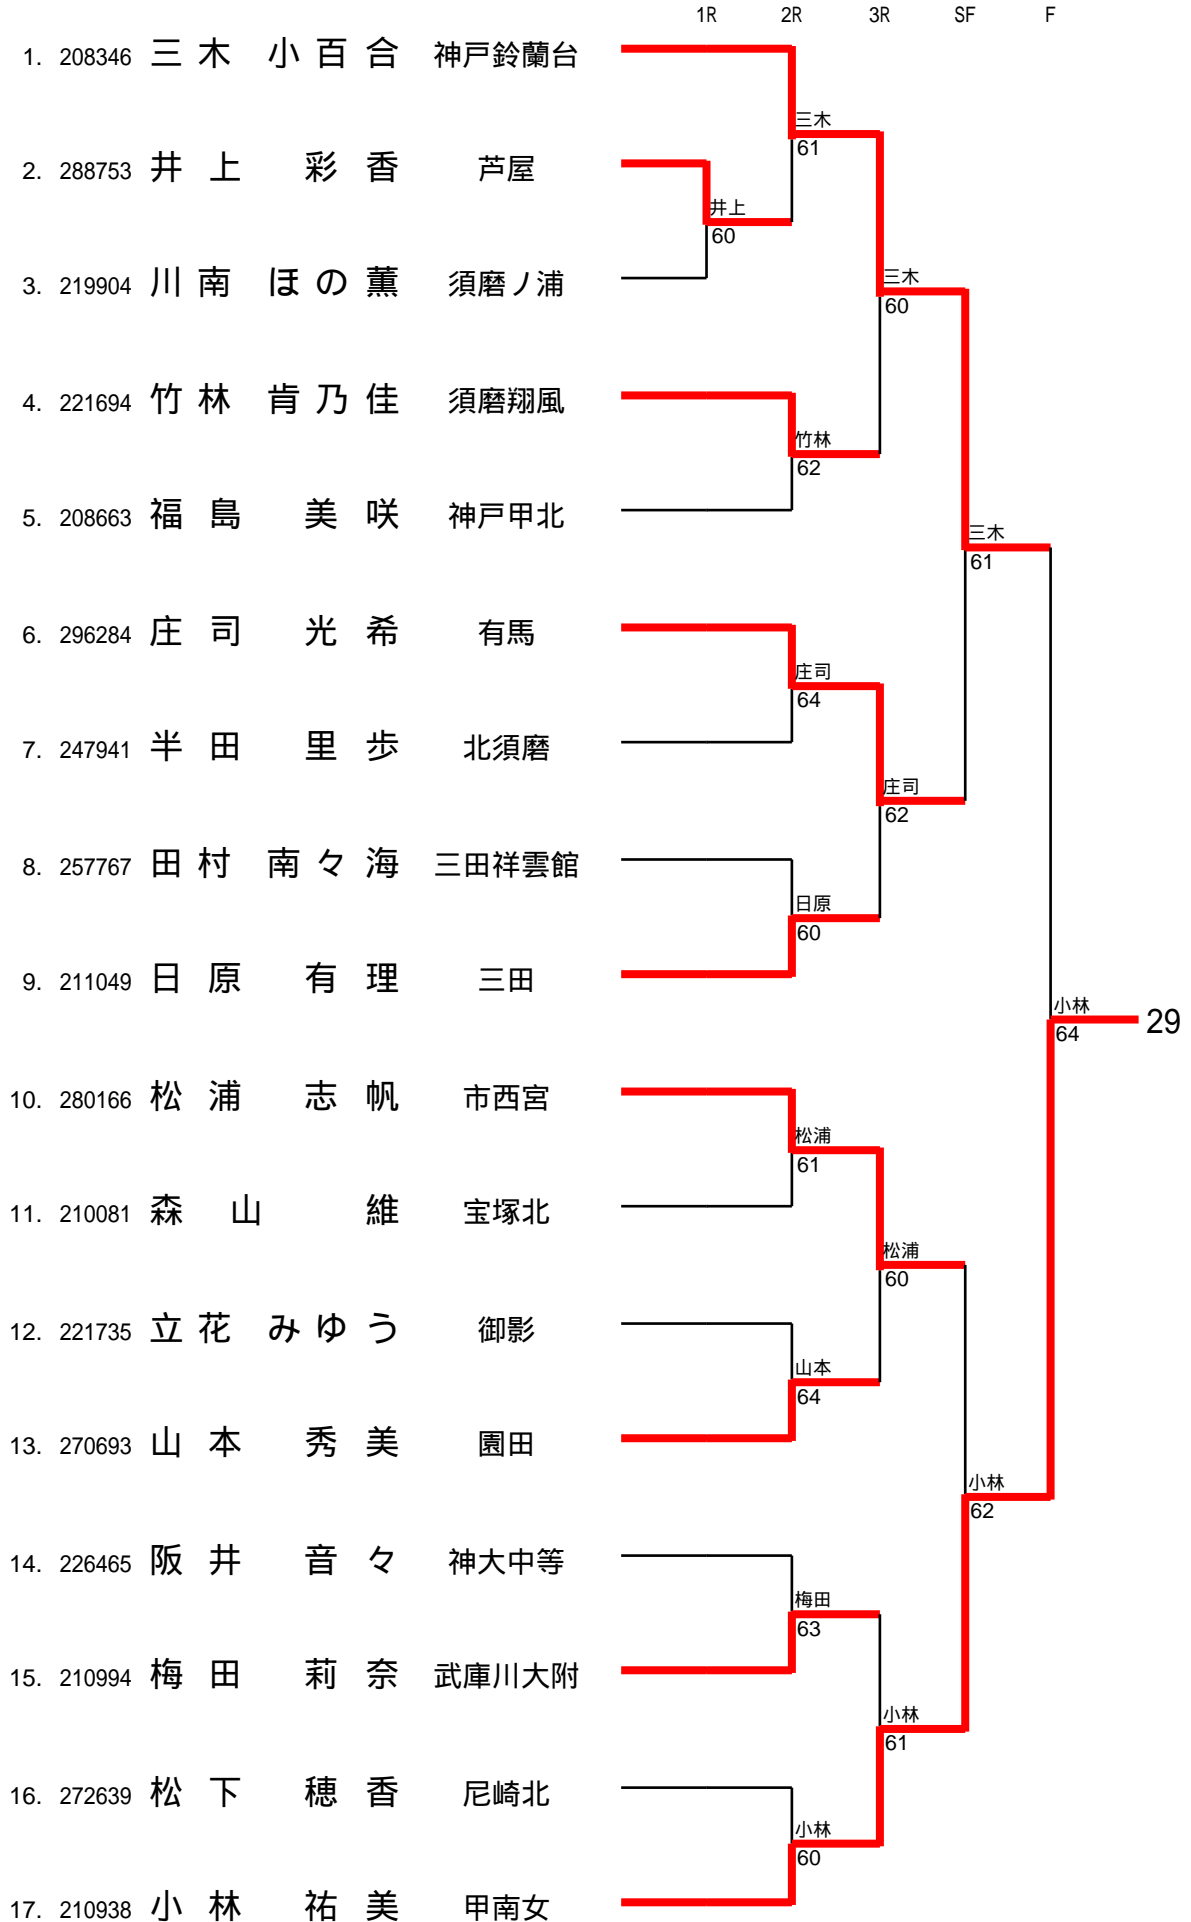 1R 2R 3R SF F
1. 208346 三木 小百合 神戸鈴蘭台
三木
61
2. 288753 井上 彩香 芦屋
井上
60
3. 219904 川南 ほの薫 須磨ノ浦
三木
60
4. 221694 竹林 肯乃佳 須磨翔風
竹林
62
5. 208663 福島 美咲 神戸甲北
三木
61
6. 296284 庄司 光希 有馬
庄司
64
7. 247941 半田 里歩 北須磨
庄司
62
8. 257767 田村 南々海 三田祥雲館
日原
60
9. 211049 日原 有理 三田
小林
64
29
10. 280166 松浦 志帆 市西宮
松浦
61
11. 210081 森山 維 宝塚北
松浦
60
12. 221735 立花 みゆう 御影
山本
64
13. 270693 山本 秀美 園田
小林
62
14. 226465 阪井 音々 神大中等
梅田
63
15. 210994 梅田 莉奈 武庫川大附
小林
61
16. 272639 松下 穂香 尼崎北
小林
60
17. 210938 小林 祐美 甲南女